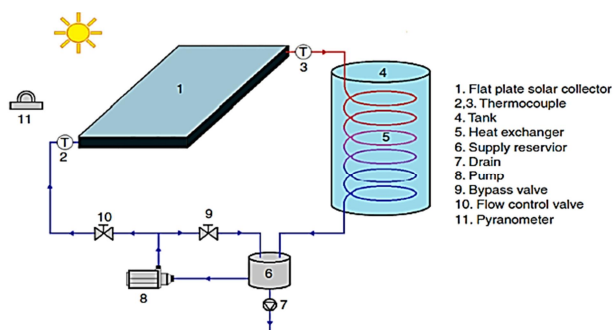 1
T
3
4
5
11
T
2
10
9
8
6
7
1. Flat plate solar collector
2,3. Thermocouple
4. Tank
5. Heat exchanger
6. Supply reservior
7. Drain
8. Pump
9. Bypass valve
10. Flow control valve
11. Pyranometer